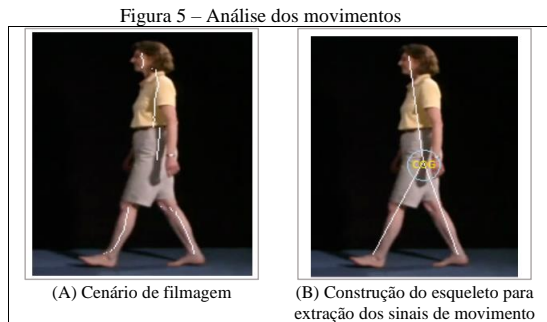 Figura 5 – Análise dos movimentos
COG
(A) Cenário de filmagem
(B) Construção do esqueleto para
extração dos sinais de movimento